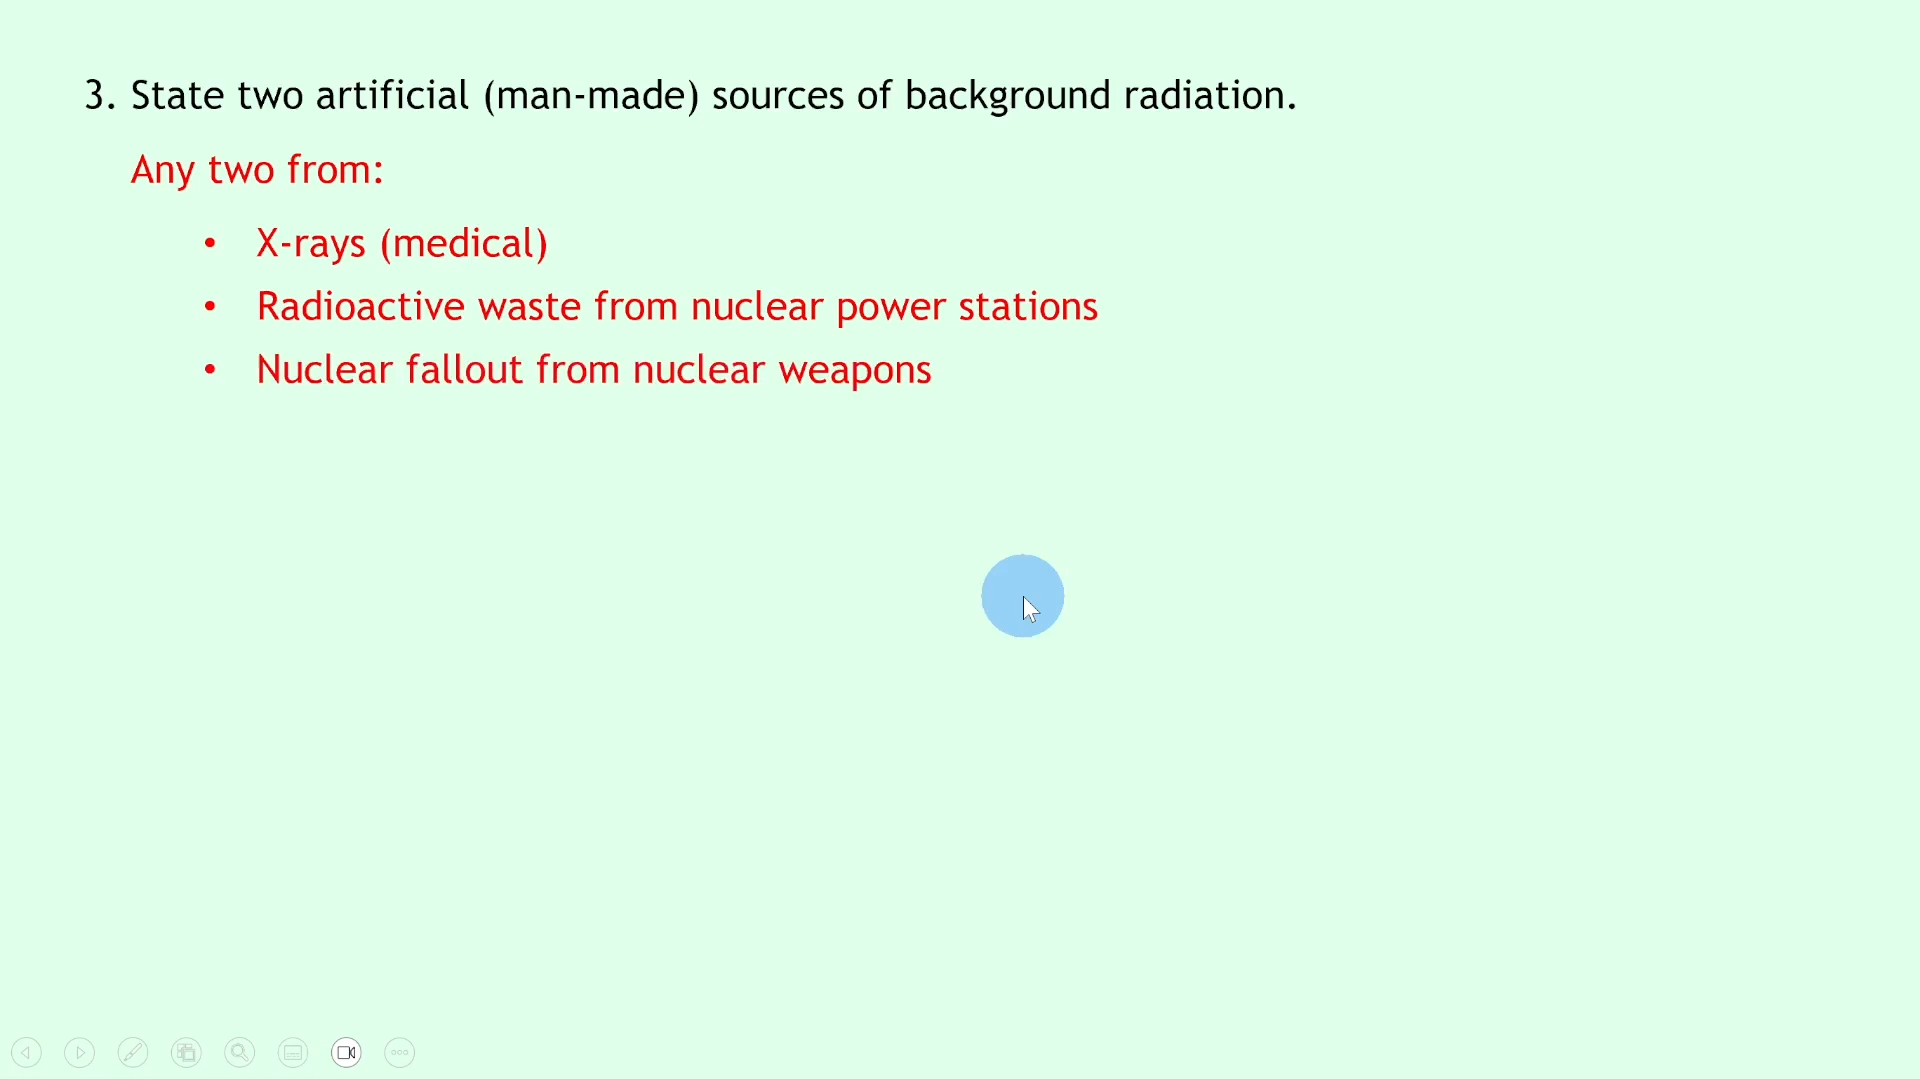 3. State two artificial (man-made) sources of background radiation.
Any two from:
• X-rays (medical)
• Radioactive waste from nuclear power stations
• Nuclear fallout from nuclear weapons